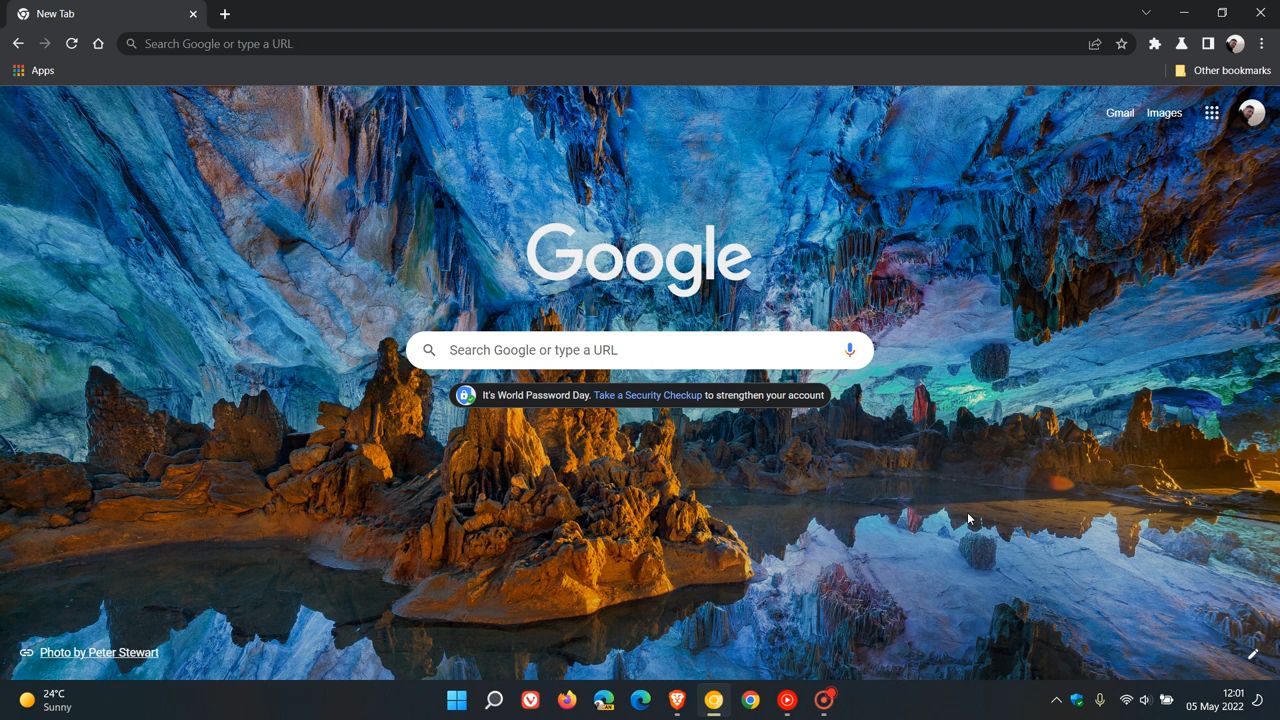 New Tab
Search Google or type a URL
Apps
Other bookmarks
Gmail Images
Google
Search Google or type a URL
It's World Password Day. Take a Security Checkup to strengthen your account
Photo by Peter Stewart
24°C
Sunny
CAN
12:01
05 May 2022